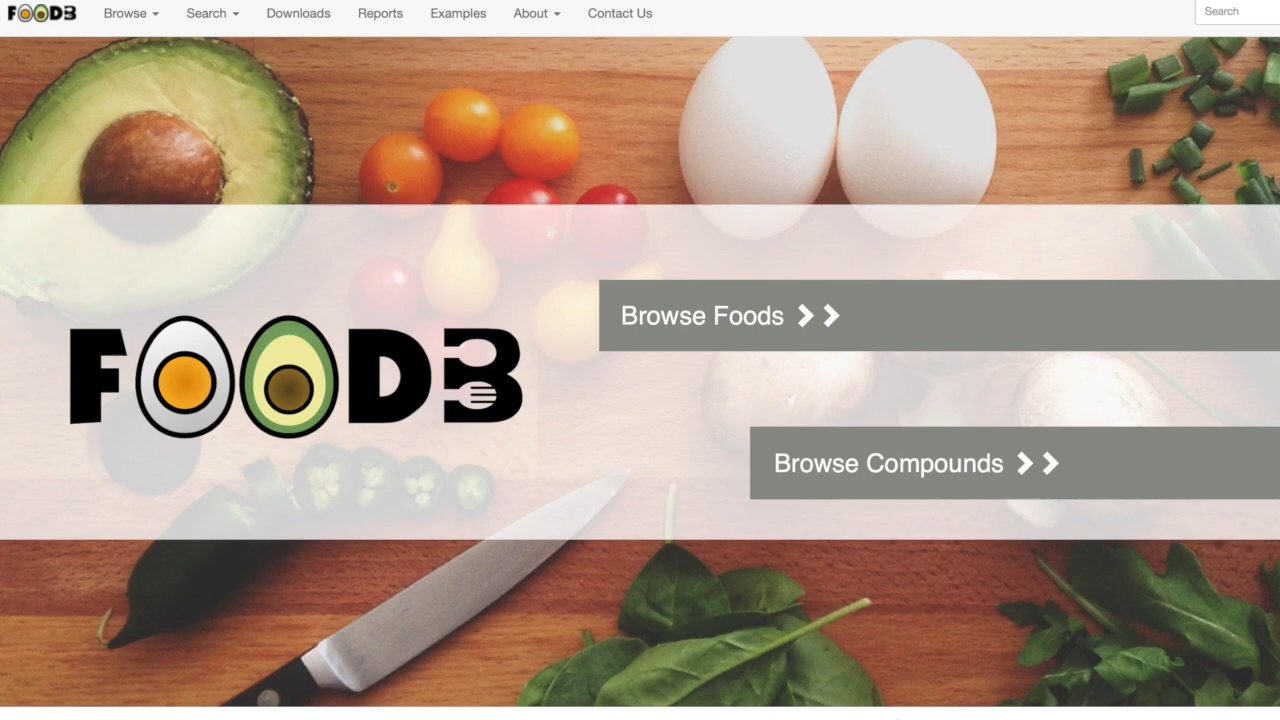 FOODB Browse Search Downloads Reports Examples About Contact Us Search
Browse Foods
FOODB
Browse Compounds